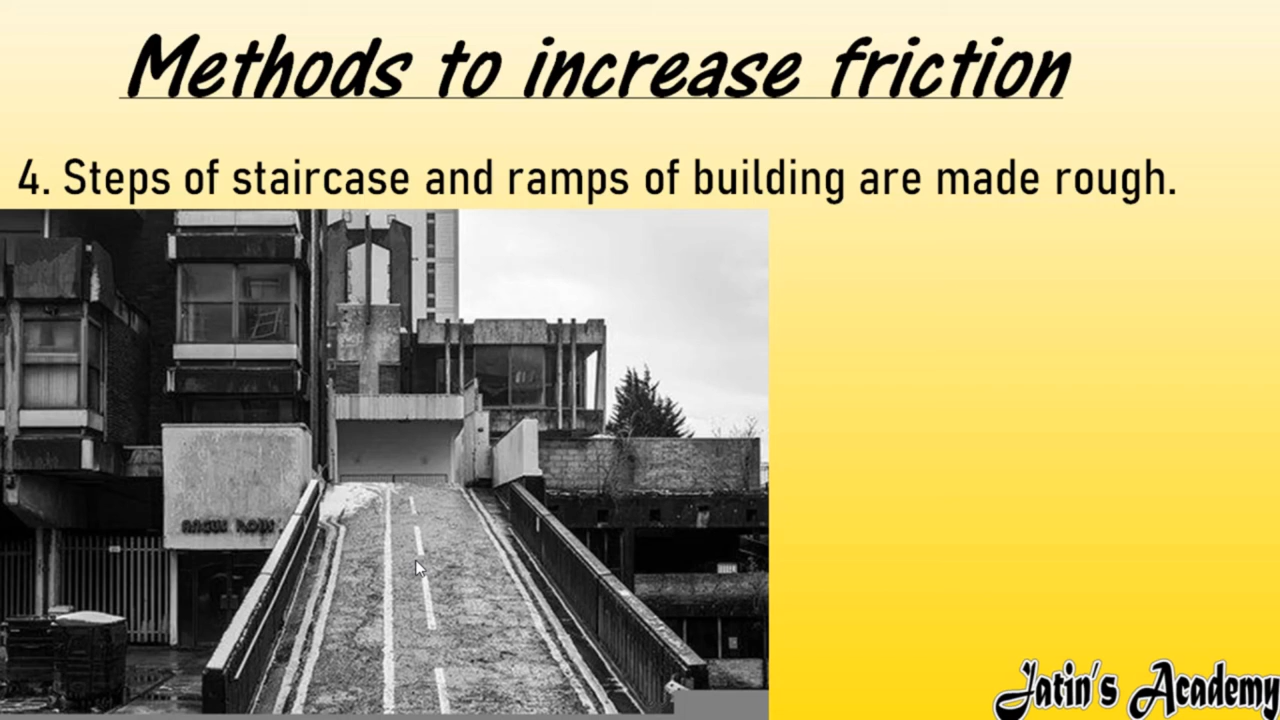 Methods to increase friction
4. Steps of staircase and ramps of building are made rough.
Jatin's Academy